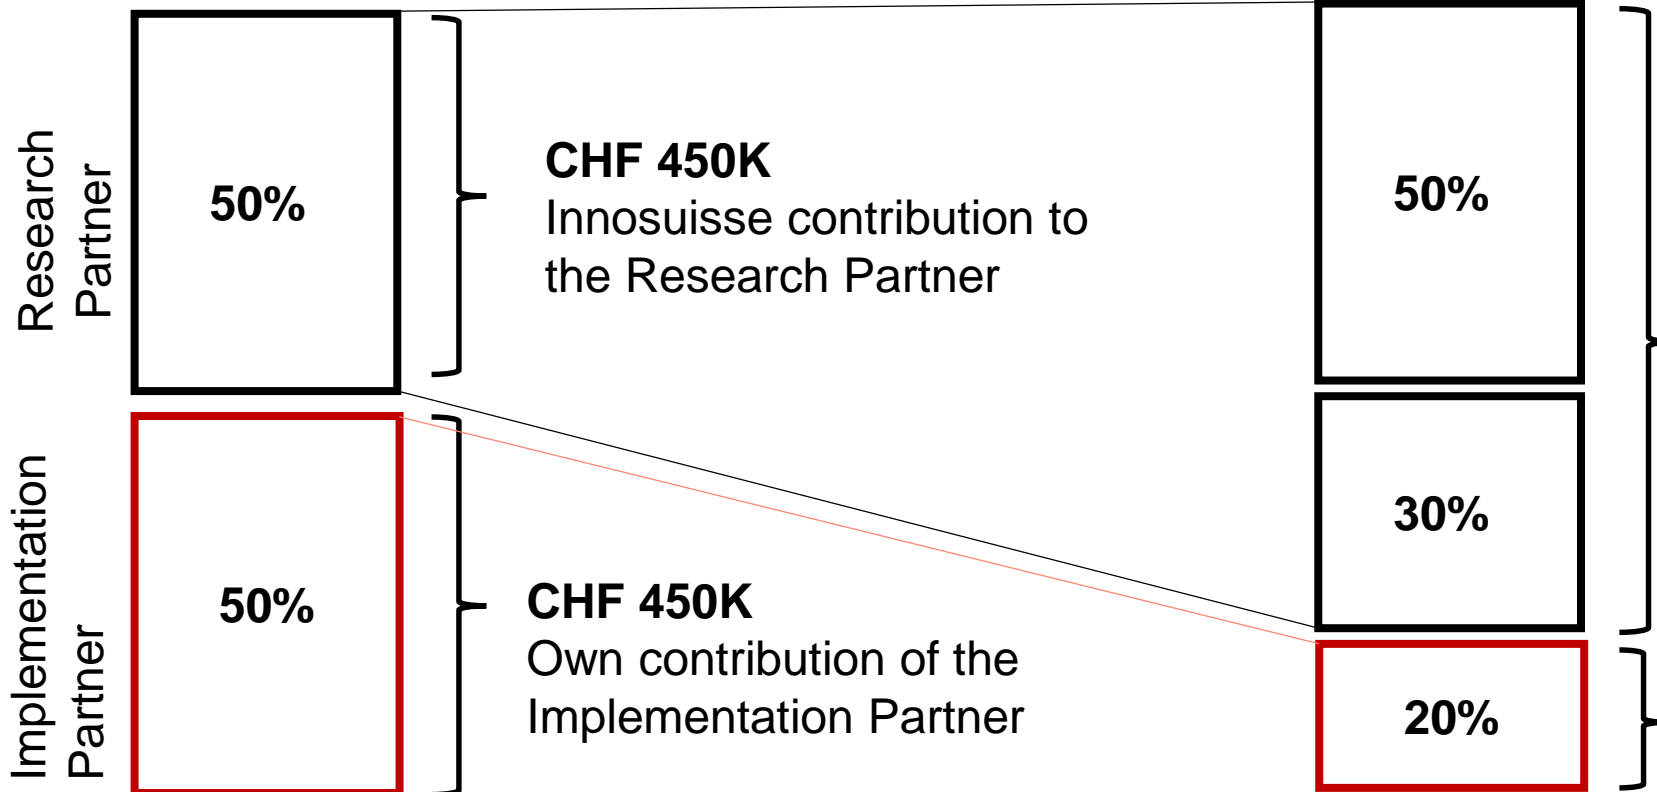 Research
Partner
50%
CHF 450K
Innosuisse contribution to
the Research Partner
50%
30%
Implementation
Partner
50%
CHF 450K
Own contribution of the
Implementation Partner
20%